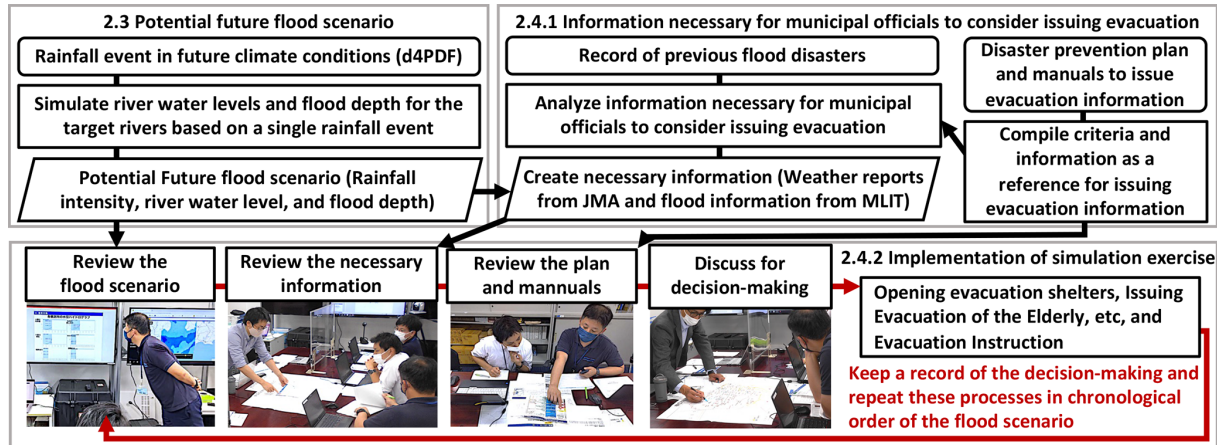 2.3 Potential future flood scenario
Rainfall event in future climate conditions (d4PDF)
Simulate river water levels and flood depth for the
target rivers based on a single rainfall event
Potential Future flood scenario (Rainfall
intensity, river water level, and flood depth)
2.4.1 Information necessary for municipal officials to consider issuing evacuation
Record of previous flood disasters
Analyze information necessary for municipal
officials to consider issuing evacuation
Create necessary information (Weather reports
from JMA and flood information from MLIT)
Disaster prevention plan
and manuals to issue
evacuation information
Compile criteria and
information as a
reference for issuing
evacuation information
Review the
flood scenario
Review the necessary
information
Review the plan
and mannuals
Discuss for
decision-making
2.4.2 Implementation of simulation exercise
Opening evacuation shelters, Issuing
Evacuation of the Elderly, etc, and
Evacuation Instruction
Keep a record of the decision-making and
repeat these processes in chronological
order of the flood scenario